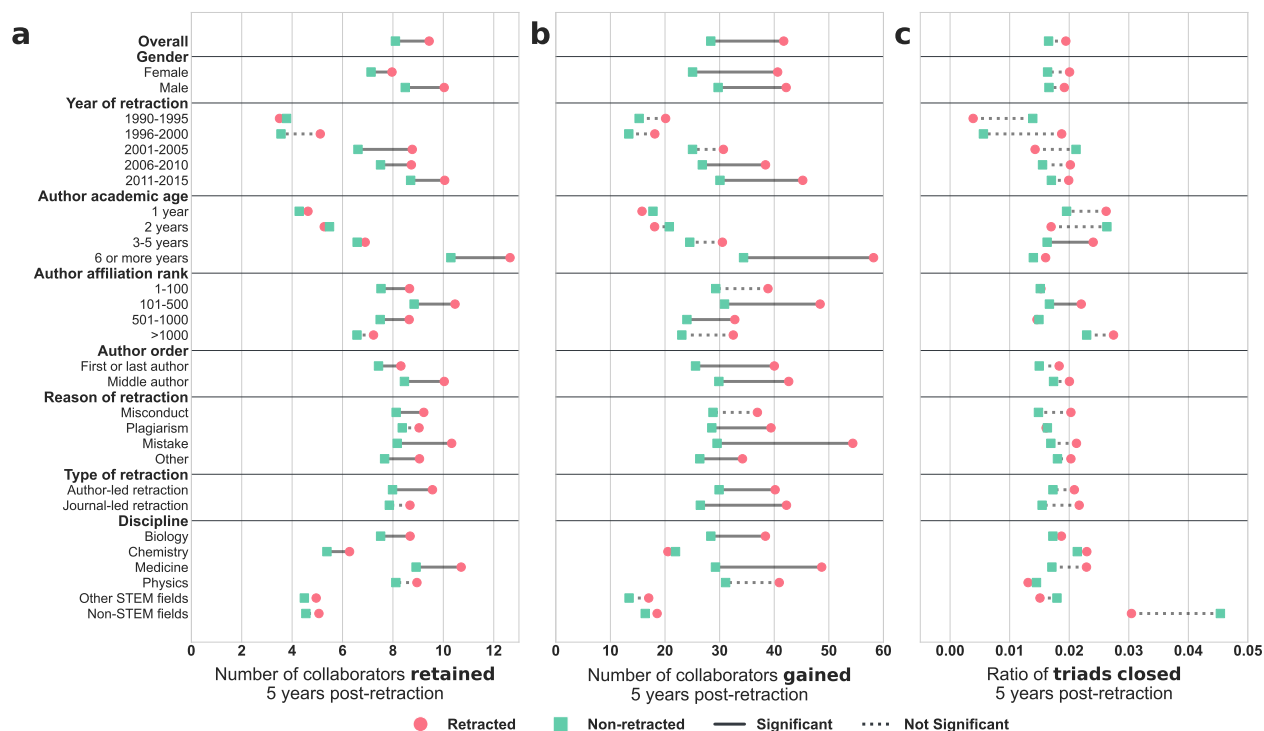 a
b
c
Overall
Gender
Female
Male
Year of retraction
1990-1995
1996-2000
2001-2005
2006-2010
2011-2015
Author academic age
1 year
2 years
3-5 years
6 or more years
Author affiliation rank
1-100
101-500
501-1000
>1000
Author order
First or last author
Middle author
Reason of retraction
Misconduct
Plagiarism
Mistake
Other
Type of retraction
Author-led retraction
Journal-led retraction
Discipline
Biology
Chemistry
Medicine
Physics
Other STEM fields
Non-STEM fields
0 2 4 6 8 10 12
Number of collaborators retained
5 years post-retraction
0 10 20 30 40 50 60
Number of collaborators gained
5 years post-retraction
0.00 0.01 0.02 0.03 0.04 0.05
Ratio of triads closed
5 years post-retraction
Retracted Non-retracted Significant Not Significant